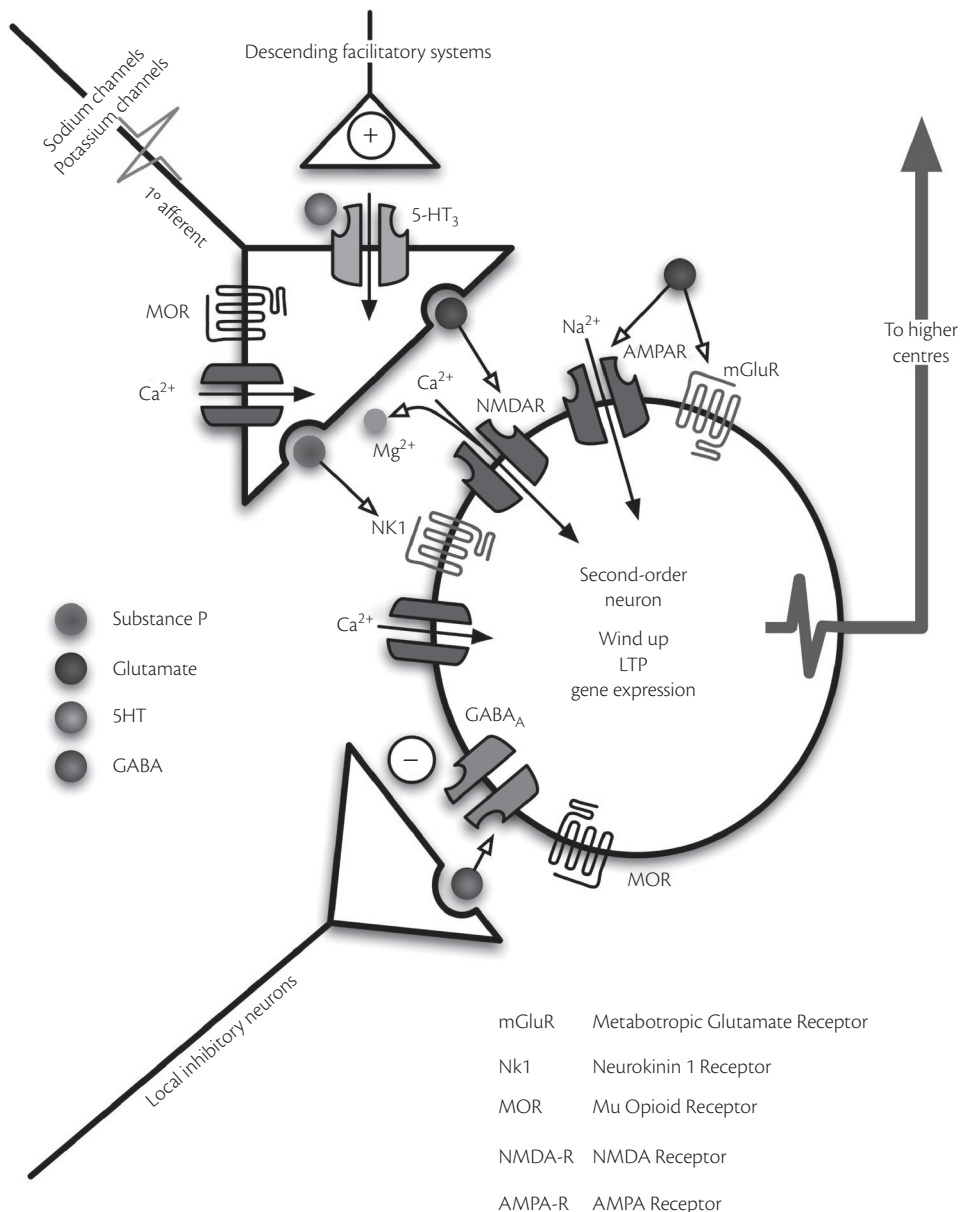 Descending facilitatory systems
+
Sodium channels
Potassium channels
1º afferent
5-HT₃
MOR
Ca²⁺
Na²⁺
AMPAR
mGluR
To higher
centres
Ca²⁺
NMDAR
Mg²⁺
NK1
Second-order
neuron
Wind up
LTP
gene expression
Ca²⁺
Substance P
Glutamate
5HT
GABA
GABA_A
−
MOR
Local inhibitory neurons
mGluR Metabotropic Glutamate Receptor
Nk1 Neurokinin 1 Receptor
MOR Mu Opioid Receptor
NMDA-R NMDA Receptor
AMPA-R AMPA Receptor